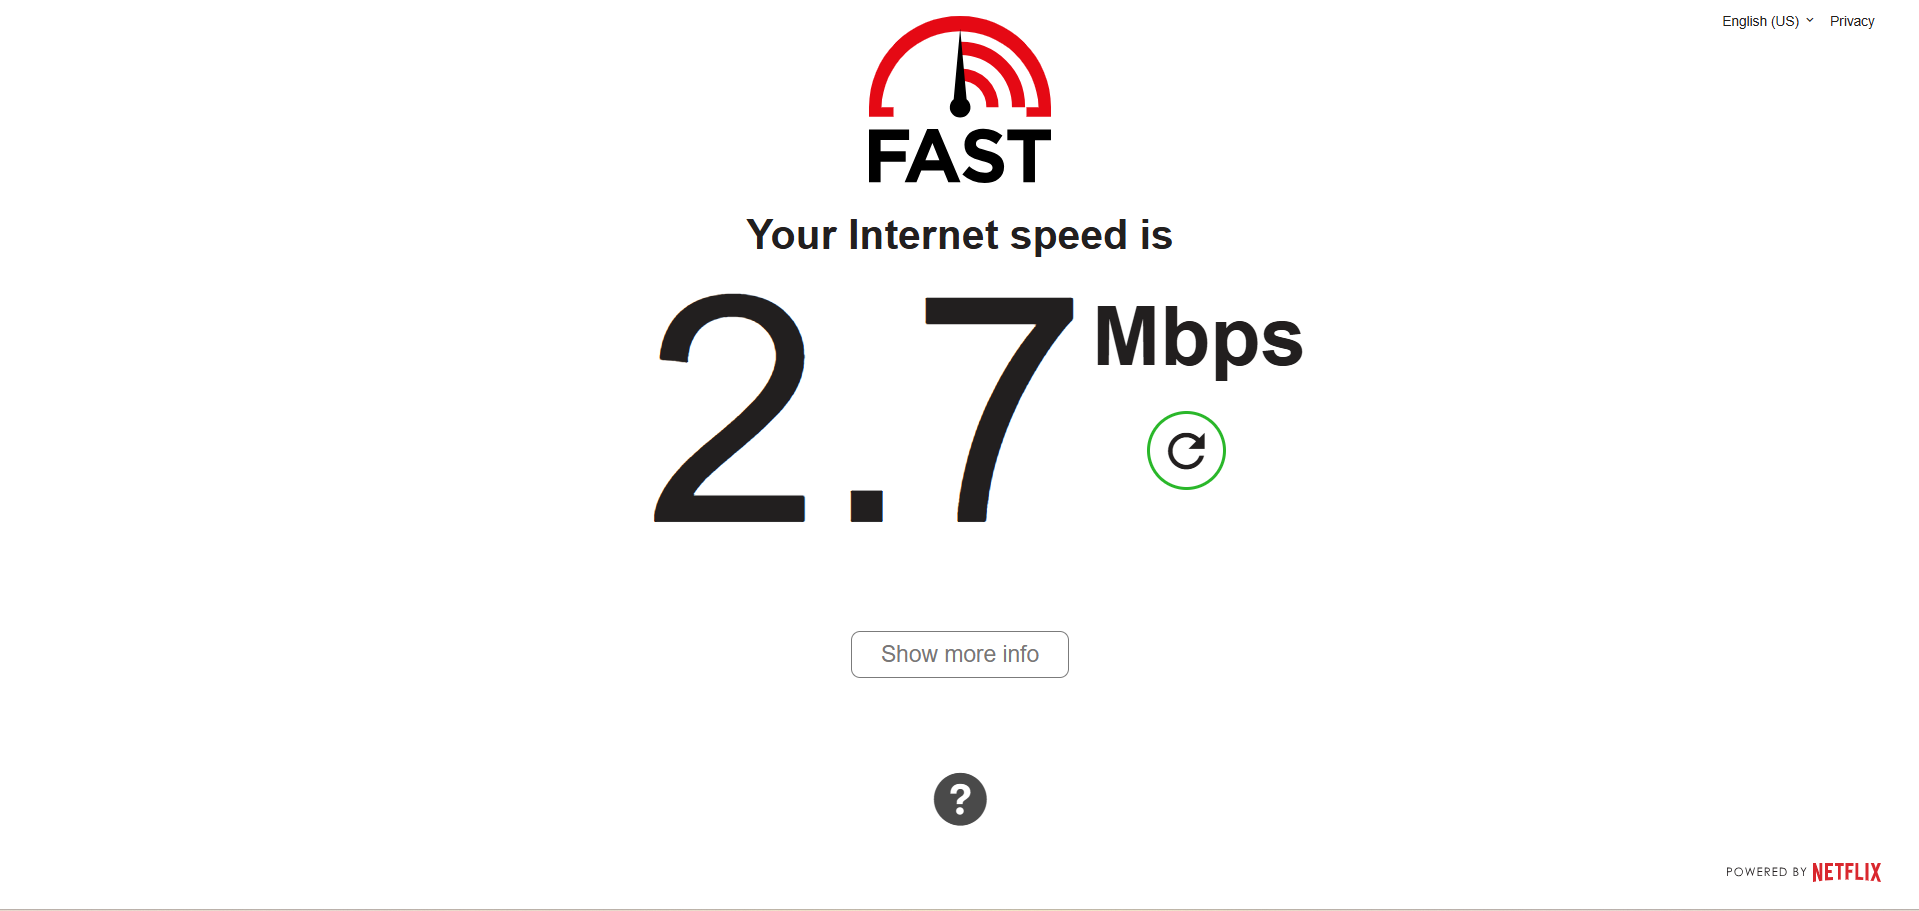 English (US) Privacy
FAST
Your Internet speed is
2.7 Mbps
Show more info
?
POWERED BY NETFLIX